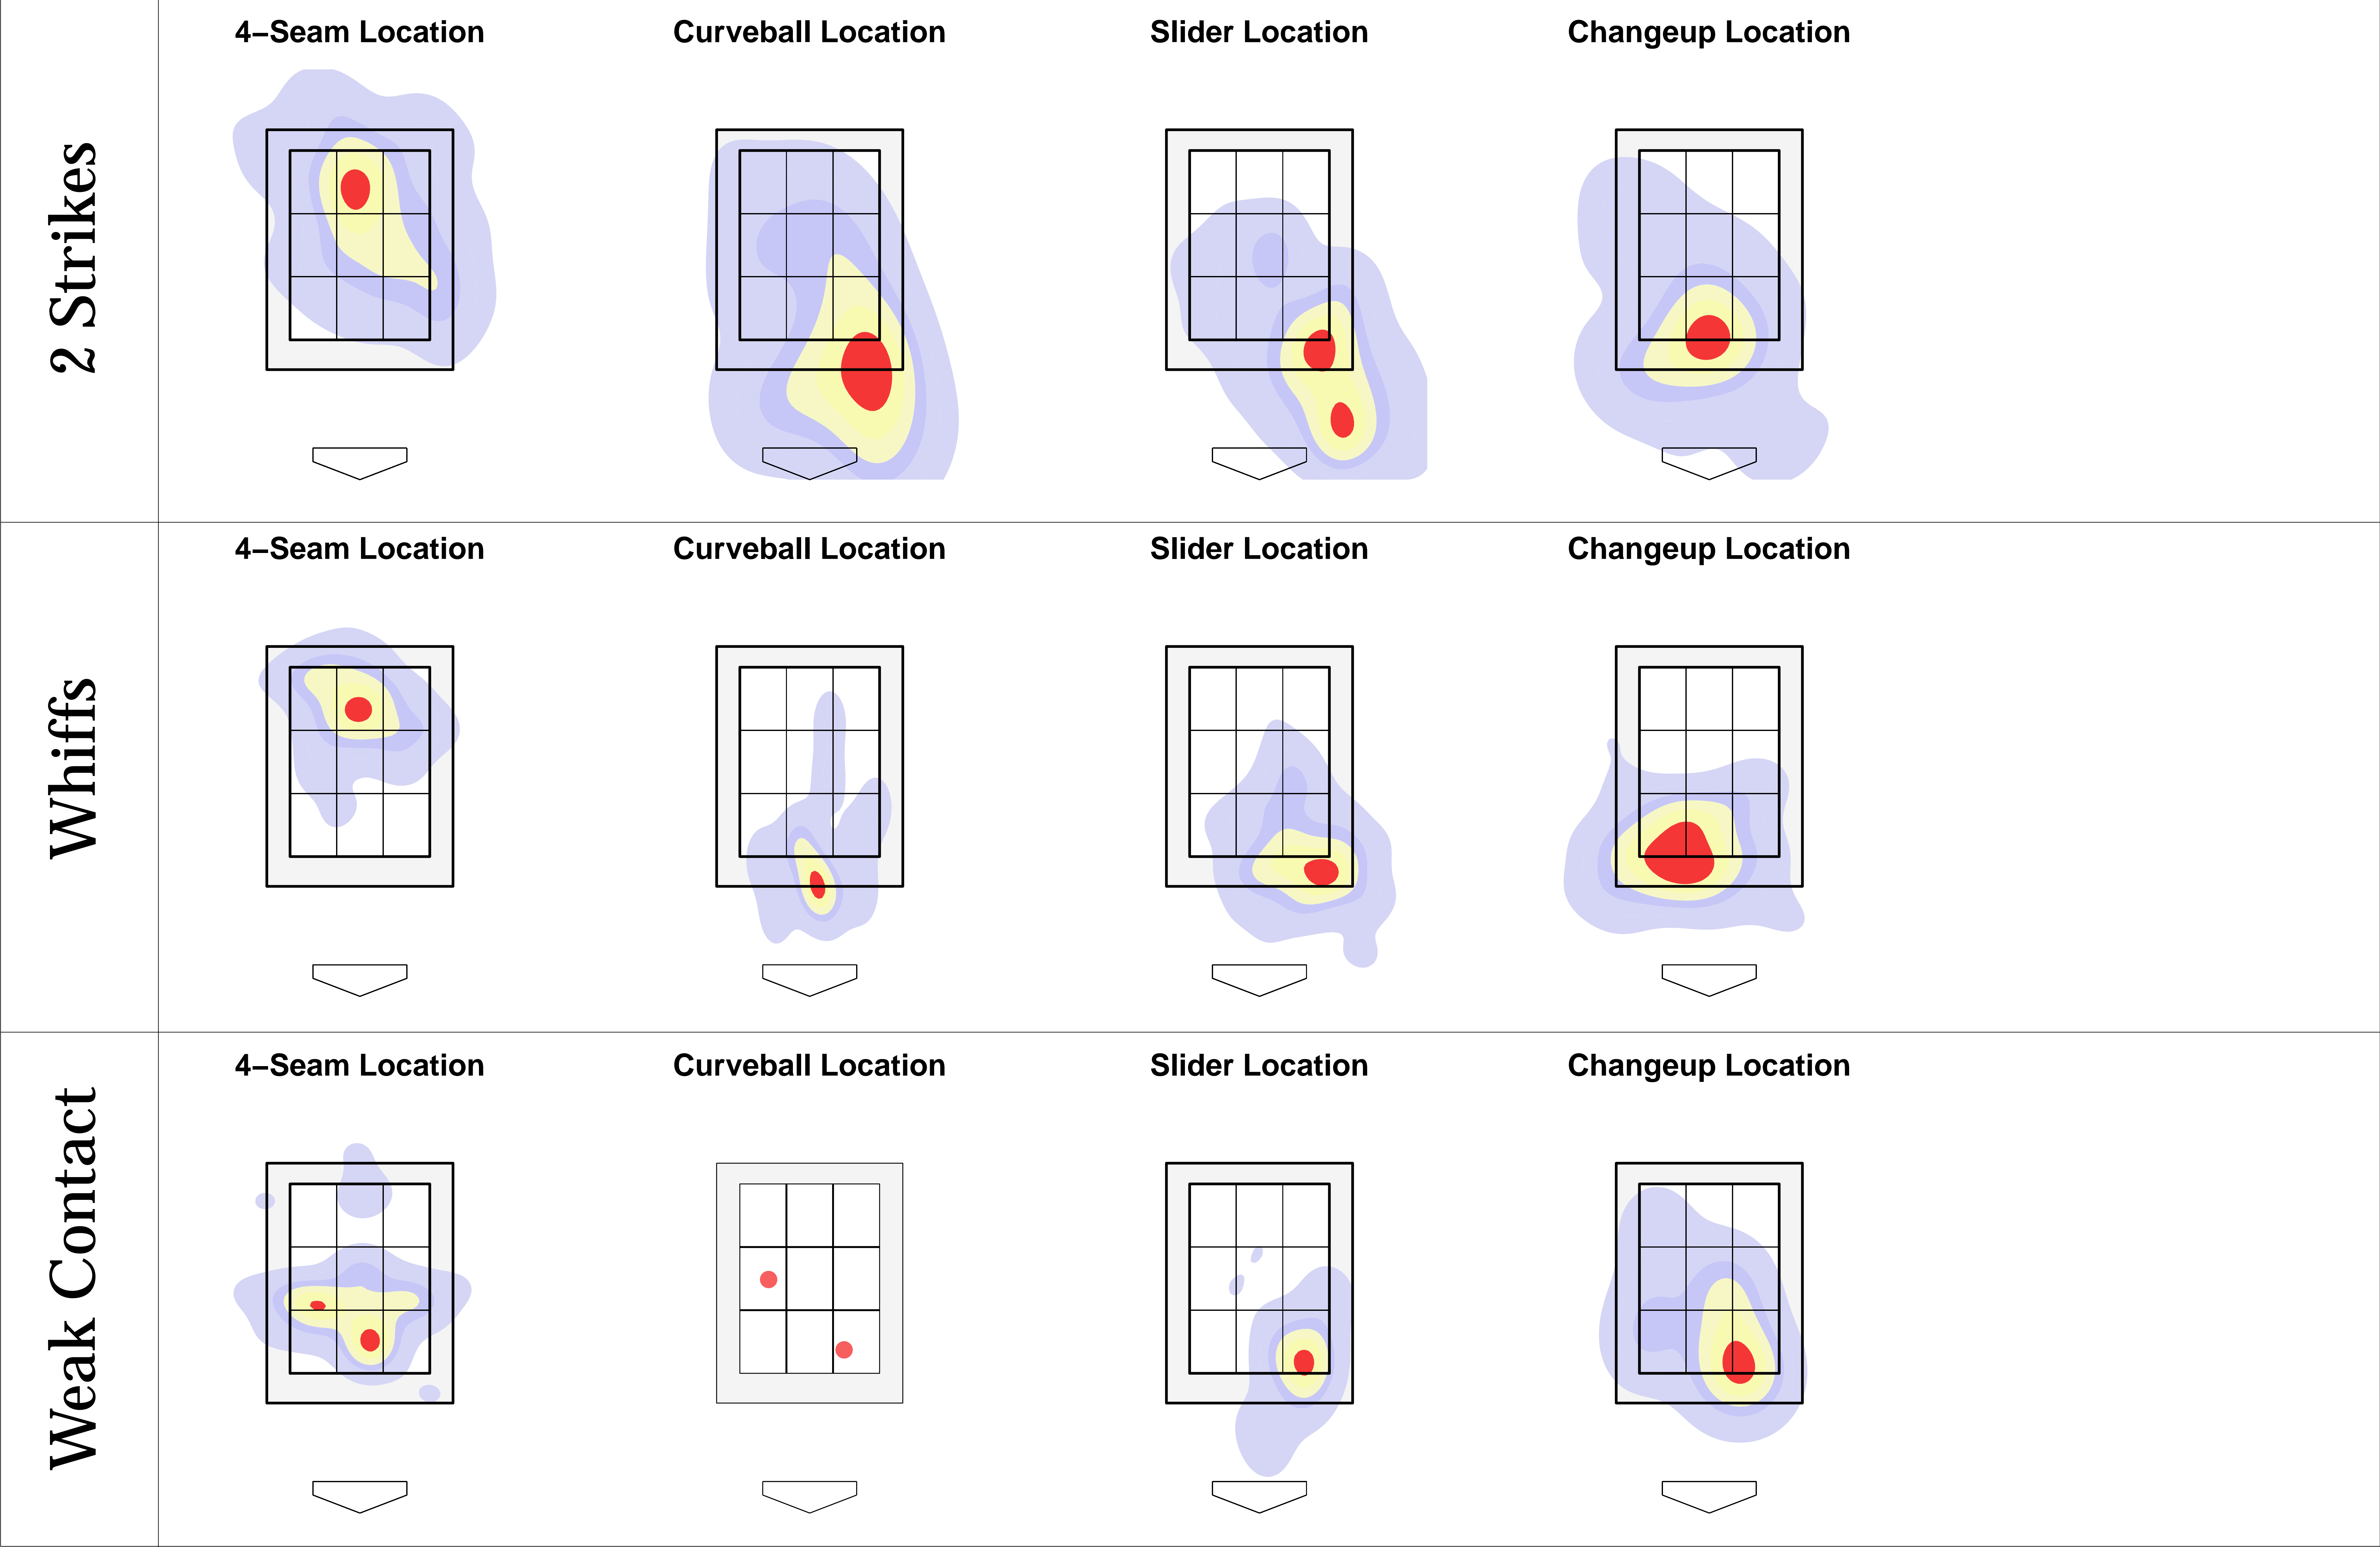 2 Strikes
4−Seam Location
Curveball Location
Slider Location
Changeup Location
Whiffs
4−Seam Location
Curveball Location
Slider Location
Changeup Location
Weak Contact
4−Seam Location
Curveball Location
Slider Location
Changeup Location